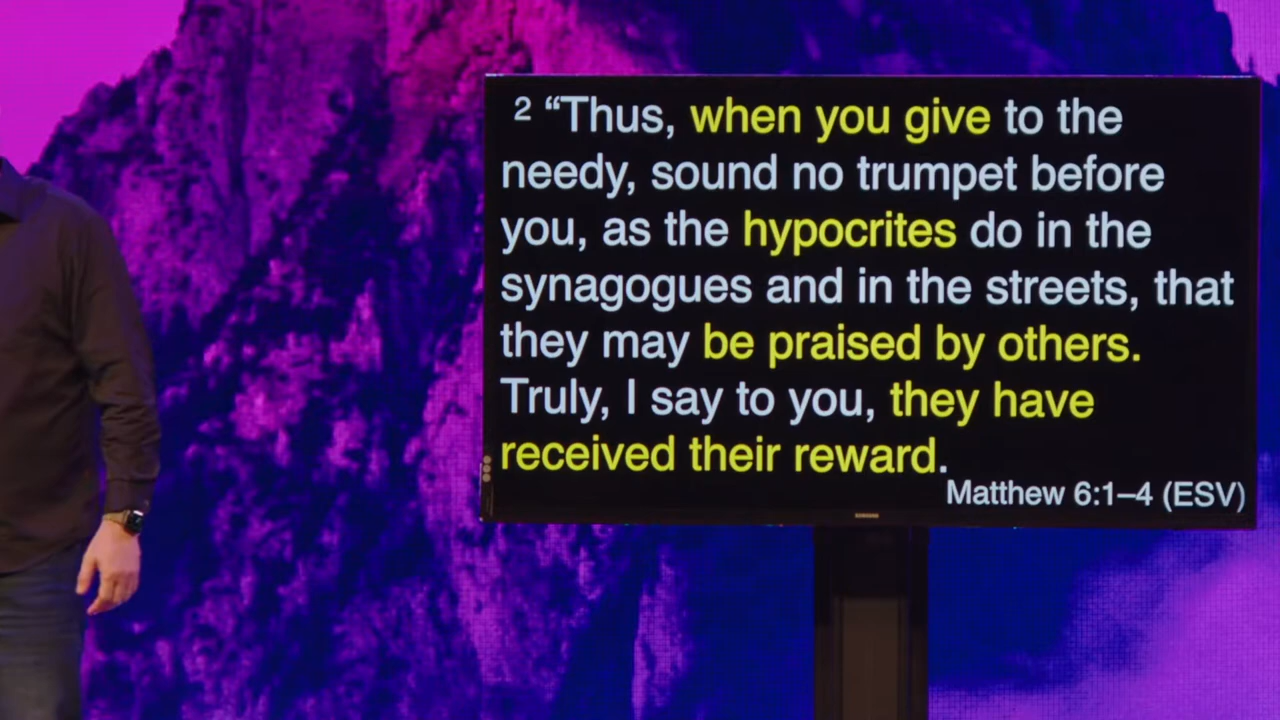 2 “Thus, when you give to the
needy, sound no trumpet before
you, as the hypocrites do in the
synagogues and in the streets, that
they may be praised by others.
Truly, I say to you, they have
received their reward.
Matthew 6:1–4 (ESV)
SAMSUNG